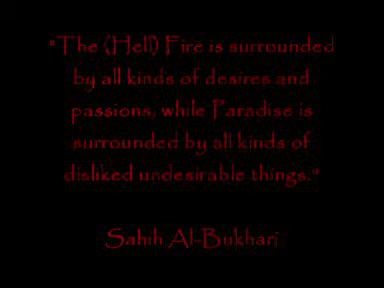 "The (Hell) Fire is surrounded
by all kinds of desires and
passions, while Paradise is
surrounded by all kinds of
disliked undesirable things."
Sahih Al-Bukhari